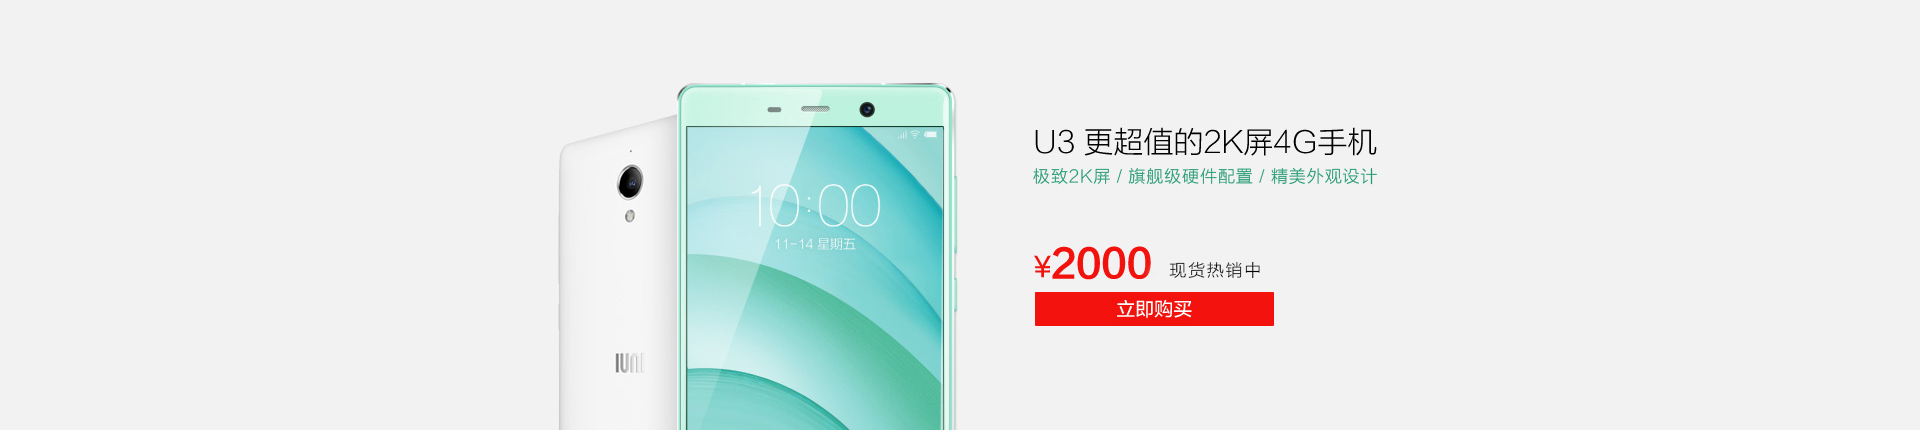 U3 更超值的2K屏4G手机
极致2K屏 / 旗舰级硬件配置 / 精美外观设计
10:00
11-14 星期五
¥2000 现货热销中
立即购买
IUNI